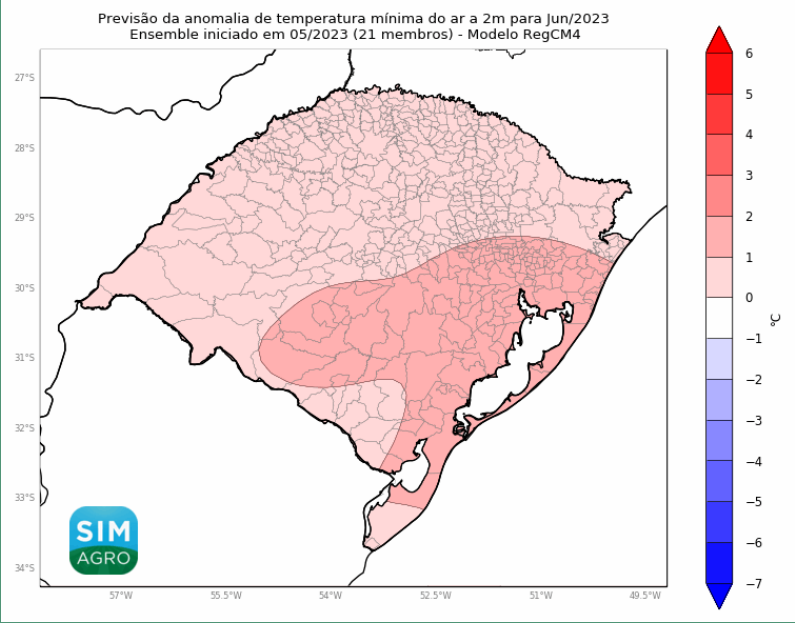 Previsão da anomalia de temperatura mínima do ar a 2m para Jun/2023
Ensemble iniciado em 05/2023 (21 membros) - Modelo RegCM4
27°S
28°S
29°S
30°S
31°S
32°S
33°S
34°S
57°W
55.5°W
54°W
52.5°W
51°W
49.5°W
6
5
4
3
2
1
0
−1
−2
−3
−4
−5
−6
−7
°C
SIM
AGRO